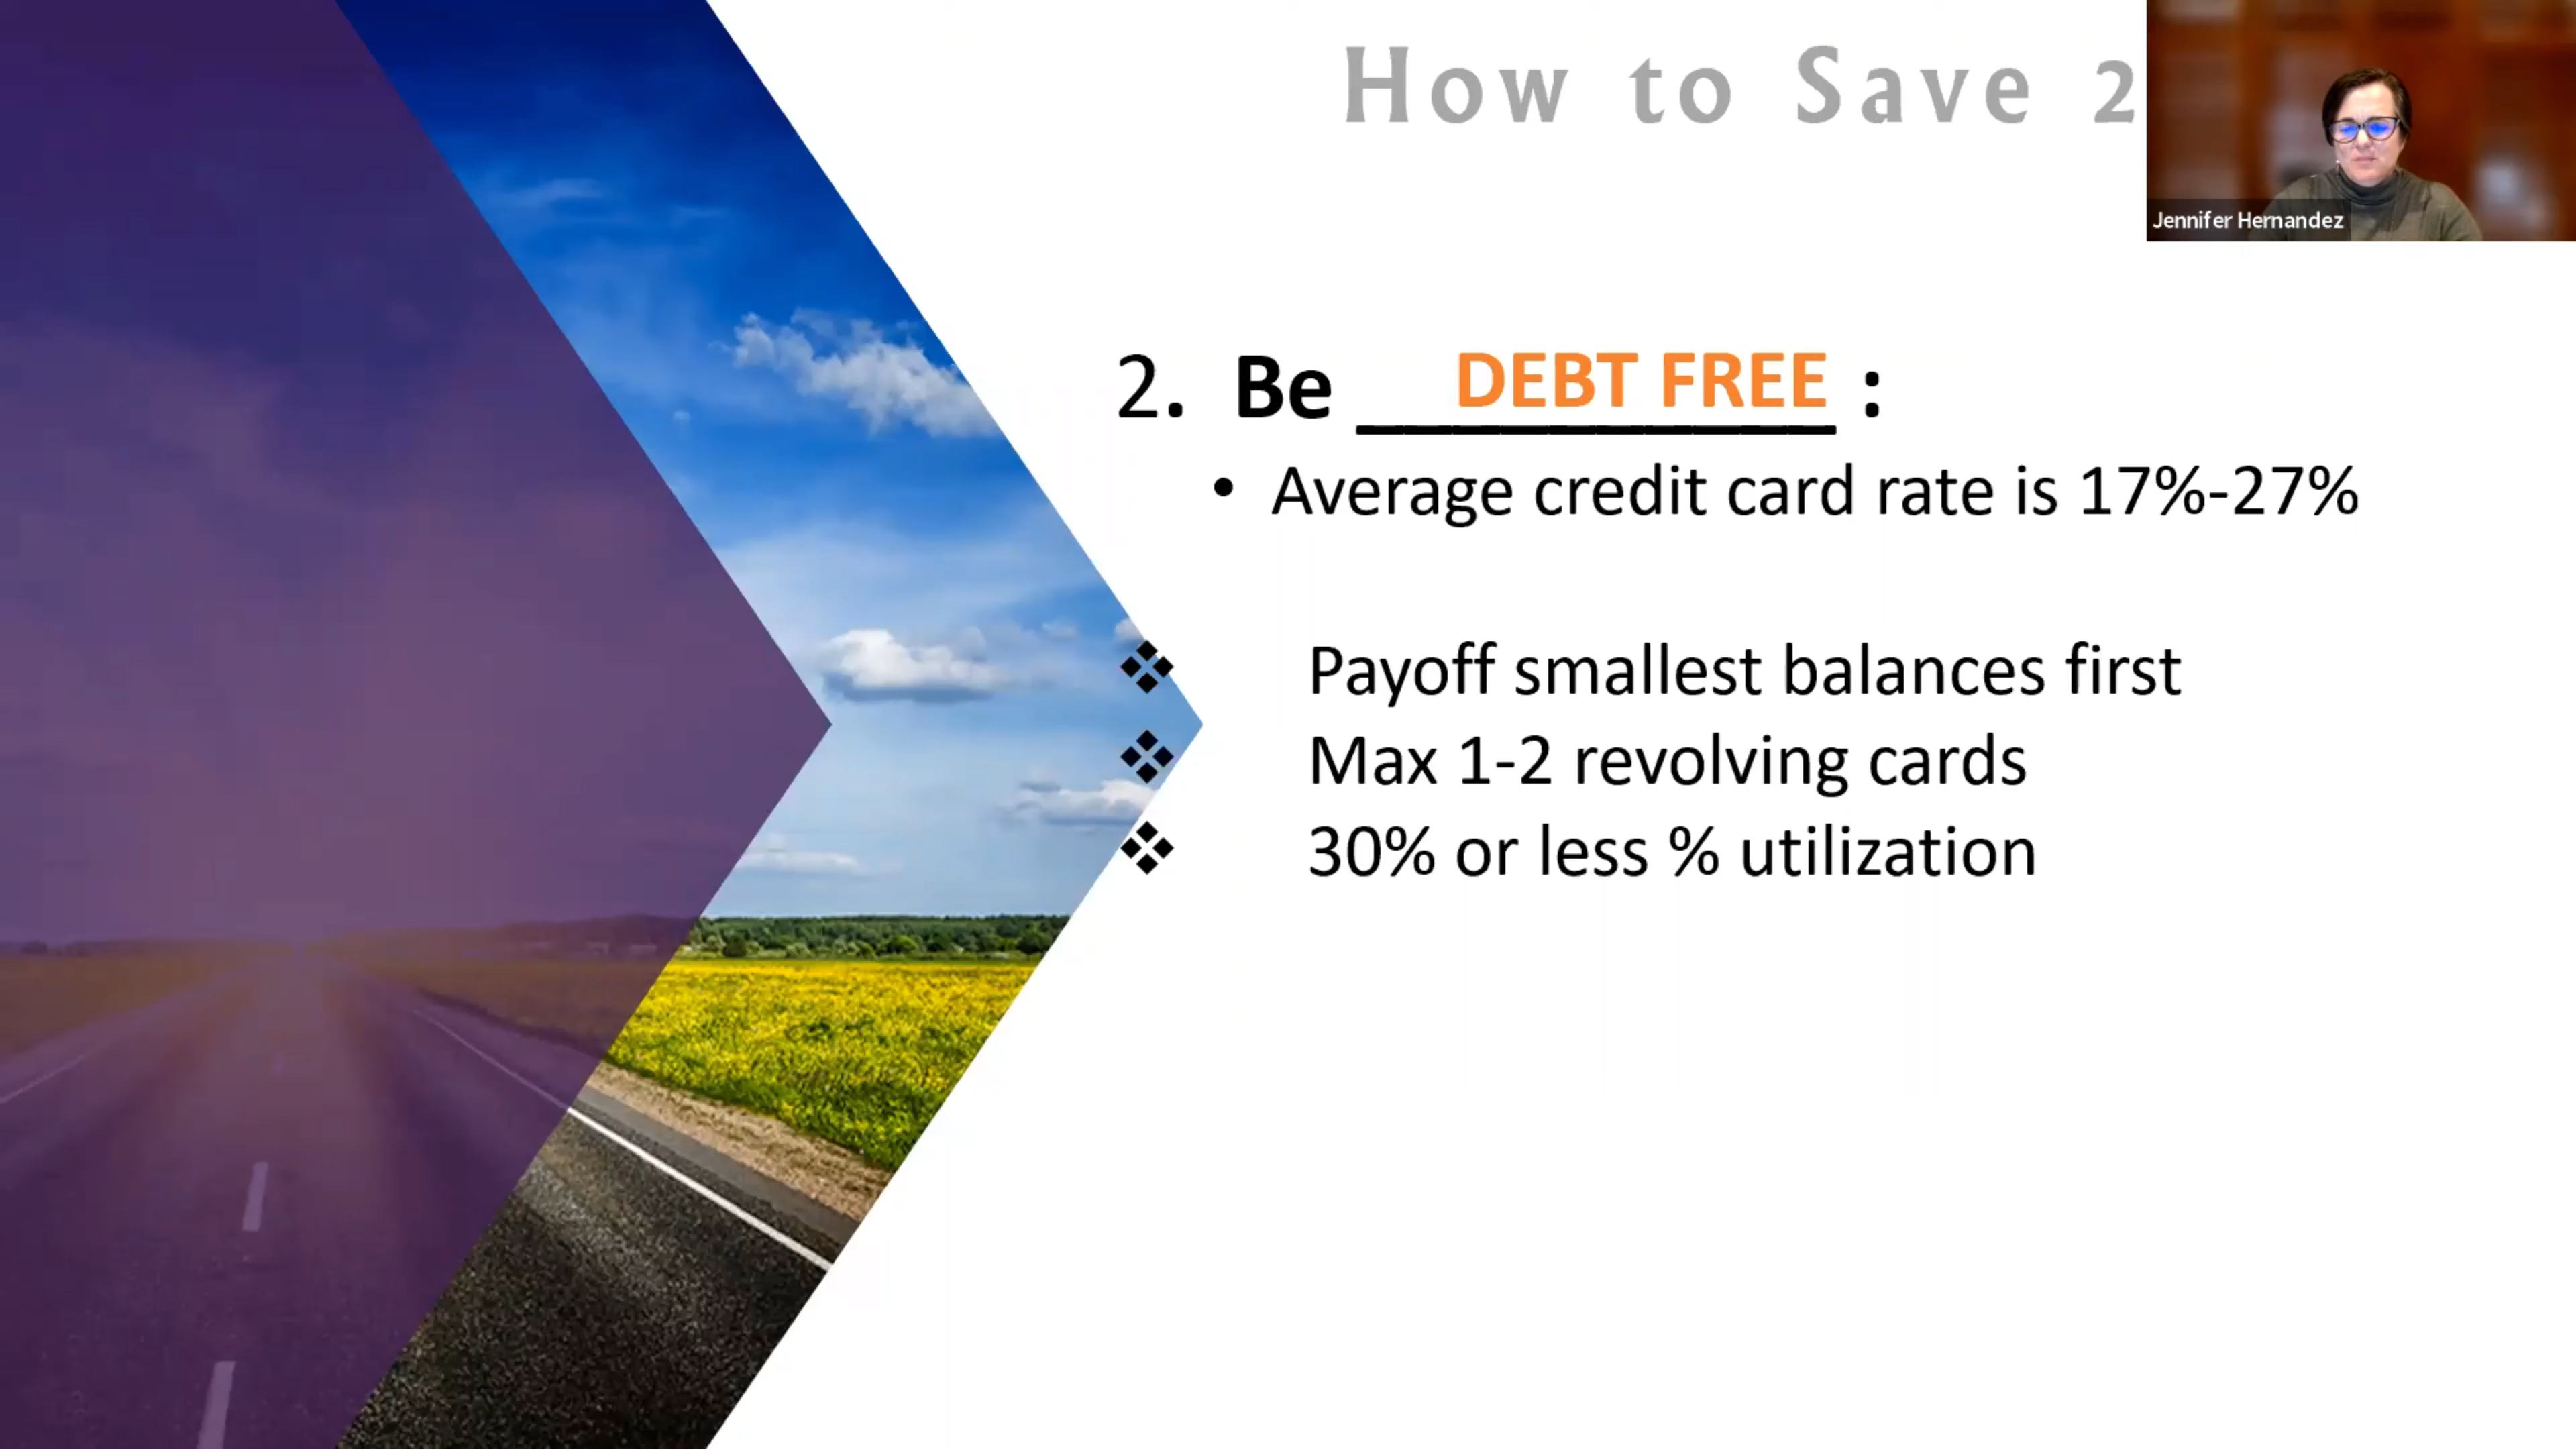 How to Save 2
Jennifer Hernandez
2. Be __________ :
DEBT FREE
• Average credit card rate is 17%-27%
❖ Payoff smallest balances first
❖ Max 1-2 revolving cards
❖ 30% or less % utilization